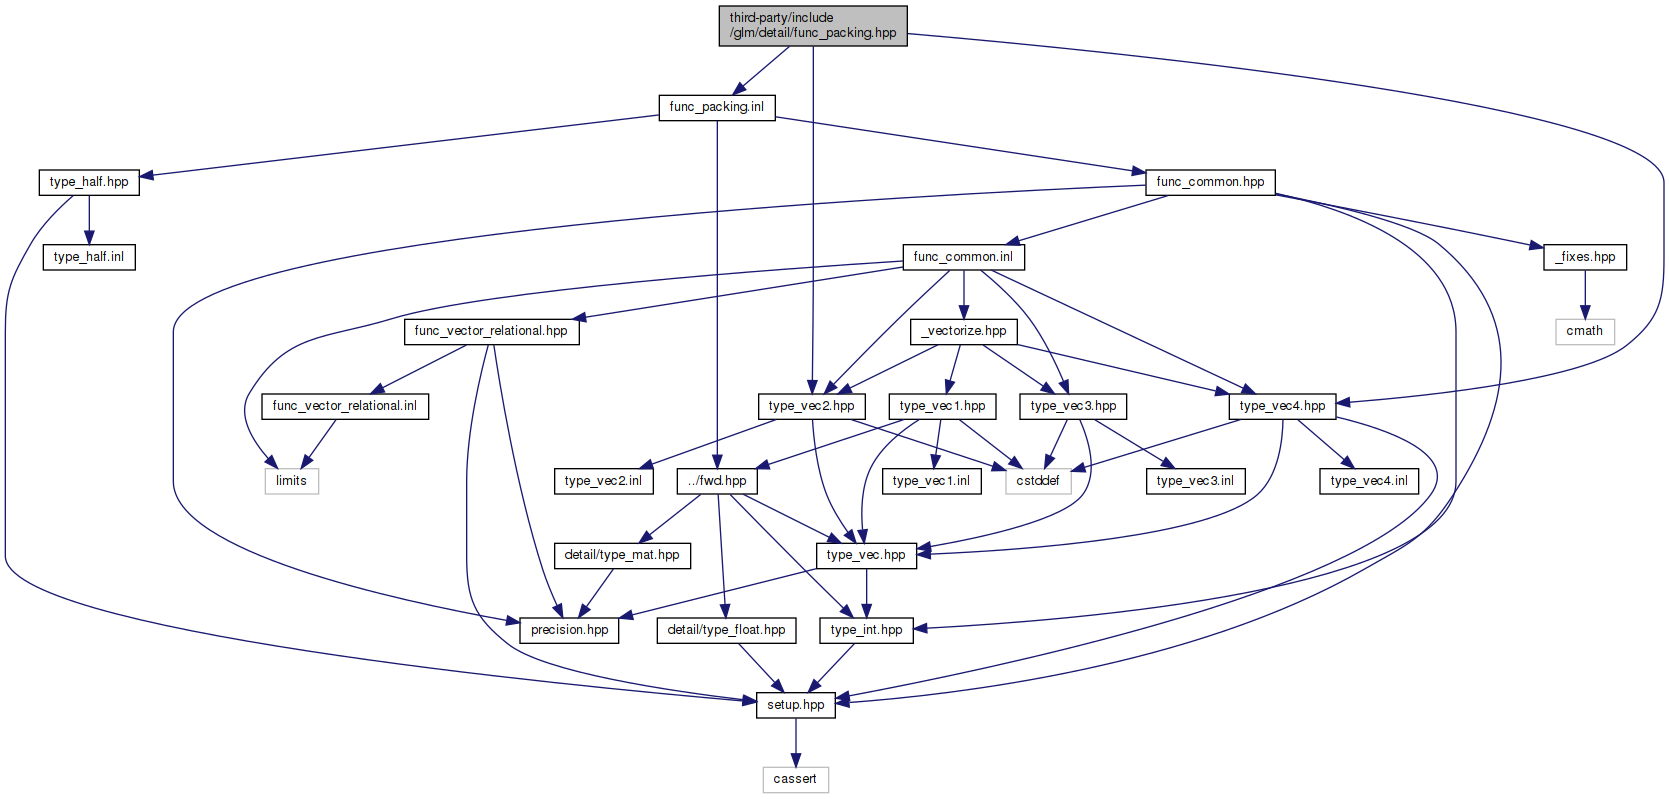 third-party/include
/glm/detail/func_packing.hpp
func_packing.inl
type_half.hpp
func_common.hpp
type_half.inl
func_common.inl
_fixes.hpp
func_vector_relational.hpp
_vectorize.hpp
cmath
func_vector_relational.inl
type_vec2.hpp
type_vec1.hpp
type_vec3.hpp
type_vec4.hpp
limits
type_vec2.inl
../fwd.hpp
type_vec1.inl
cstddef
type_vec3.inl
type_vec4.inl
detail/type_mat.hpp
type_vec.hpp
precision.hpp
detail/type_float.hpp
type_int.hpp
setup.hpp
cassert